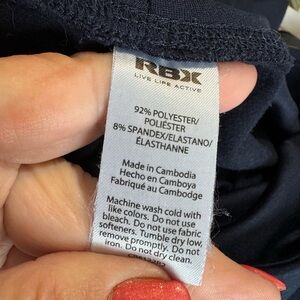 RBX
LIVE LIFE ACTIVE
92% POLYESTER/
POLIÉSTER
8% SPANDEX/ELASTANO/
ÉLASTHANNE
Made in Cambodia
Hecho en Camboya
Fabriqué au Cambodge
Machine wash cold with
like colors. Do not use
bleach. Do not use fabric
softeners. Tumble dry low,
remove promptly. Do not
iron. Do not dry clean.